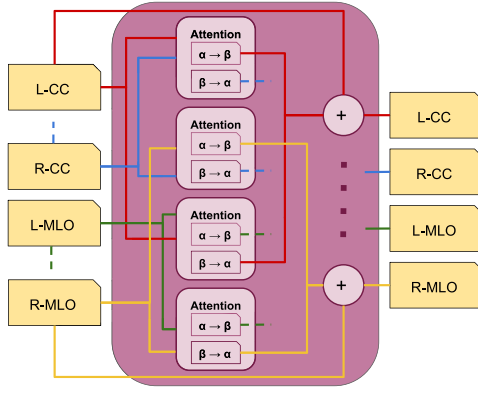 L-CC
R-CC
L-MLO
R-MLO
Attention
α → β
β → α
Attention
α → β
β → α
Attention
α → β
β → α
Attention
α → β
β → α
+
+
L-CC
R-CC
L-MLO
R-MLO